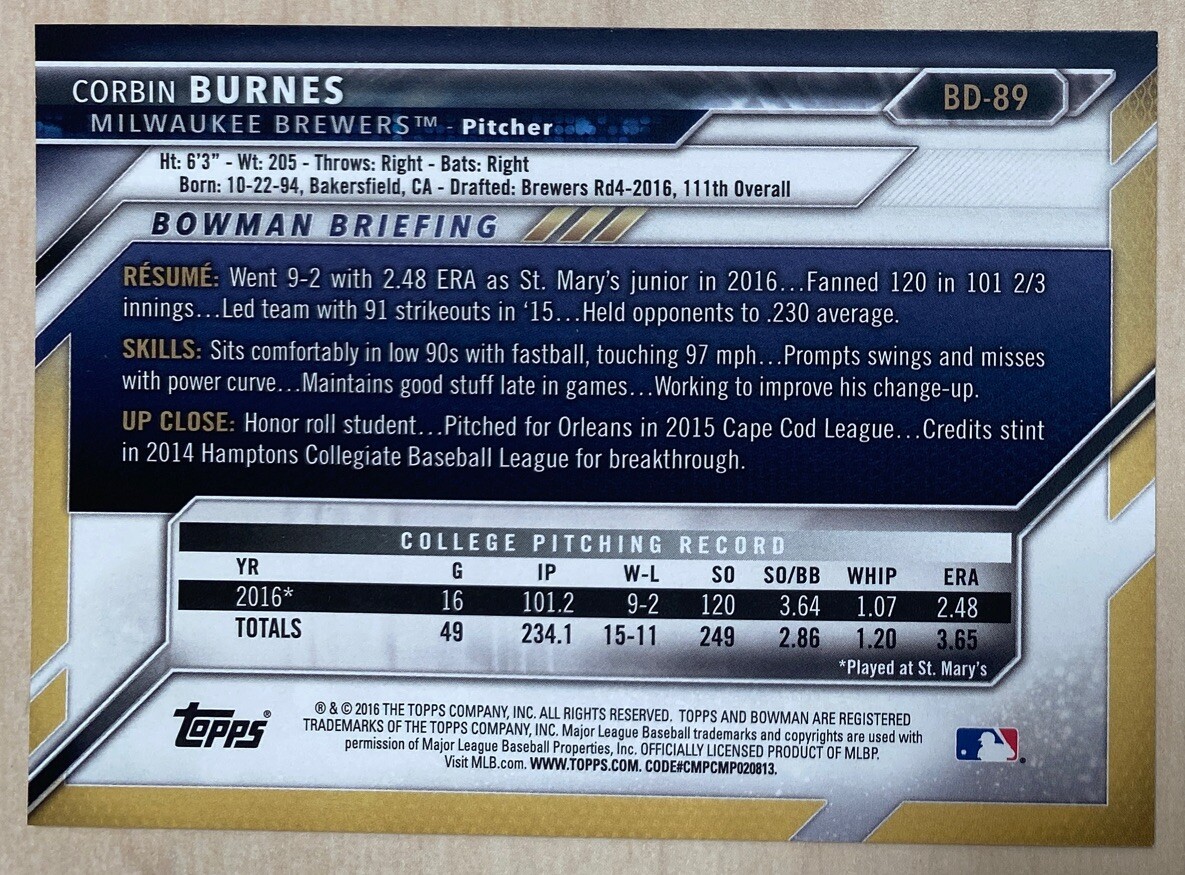 CORBIN BURNES
BD-89
MILWAUKEE BREWERS™ - Pitcher
Ht: 6'3" - Wt: 205 - Throws: Right - Bats: Right
Born: 10-22-94, Bakersfield, CA - Drafted: Brewers Rd4-2016, 111th Overall
BOWMAN BRIEFING
RÉSUMÉ: Went 9-2 with 2.48 ERA as St. Mary's junior in 2016...Fanned 120 in 101 2/3
innings...Led team with 91 strikeouts in '15...Held opponents to .230 average.
SKILLS: Sits comfortably in low 90s with fastball, touching 97 mph...Prompts swings and misses
with power curve...Maintains good stuff late in games...Working to improve his change-up.
UP CLOSE: Honor roll student...Pitched for Orleans in 2015 Cape Cod League...Credits stint
in 2014 Hamptons Collegiate Baseball League for breakthrough.
COLLEGE PITCHING RECORD
YR G IP W-L SO SO/BB WHIP ERA
2016* 16 101.2 9-2 120 3.64 1.07 2.48
TOTALS 49 234.1 15-11 249 2.86 1.20 3.65
*Played at St. Mary's
Topps®
® & © 2016 THE TOPPS COMPANY, INC. ALL RIGHTS RESERVED. TOPPS AND BOWMAN ARE REGISTERED
TRADEMARKS OF THE TOPPS COMPANY, INC. Major League Baseball trademarks and copyrights are used with
permission of Major League Baseball Properties, Inc. OFFICIALLY LICENSED PRODUCT OF MLBP.
Visit MLB.com. WWW.TOPPS.COM. CODE#CMPCMP020813.